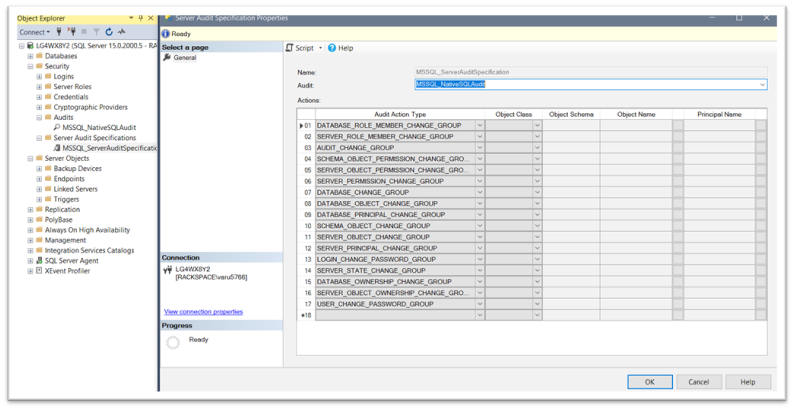 Object Explorer
Connect
LG4WX8Y2 (SQL Server 15.0.2000.5 - RA
Databases
Security
Logins
Server Roles
Credentials
Cryptographic Providers
Audits
MSSQL_NativeSQLAudit
Server Audit Specifications
MSSQL_ServerAuditSpecificatio
Server Objects
Backup Devices
Endpoints
Linked Servers
Triggers
Replication
PolyBase
Always On High Availability
Management
Integration Services Catalogs
SQL Server Agent
XEvent Profiler
Server Audit Specification Properties
Ready
Select a page
General
Connection
LG4WX8Y2
[RACKSPACE\varu5766]
View connection properties
Progress
Ready
Script Help
Name: MSSQL_ServerAuditSpecification
Audit: MSSQL_NativeSQLAudit
Actions:
Audit Action Type Object Class Object Schema Object Name Principal Name
01 DATABASE_ROLE_MEMBER_CHANGE_GROUP
02 SERVER_ROLE_MEMBER_CHANGE_GROUP
03 AUDIT_CHANGE_GROUP
04 SCHEMA_OBJECT_PERMISSION_CHANGE_GRO...
05 SERVER_OBJECT_PERMISSION_CHANGE_GRO...
06 SERVER_PERMISSION_CHANGE_GROUP
07 DATABASE_CHANGE_GROUP
08 DATABASE_OBJECT_CHANGE_GROUP
09 DATABASE_PRINCIPAL_CHANGE_GROUP
10 SCHEMA_OBJECT_CHANGE_GROUP
11 SERVER_OBJECT_CHANGE_GROUP
12 SERVER_PRINCIPAL_CHANGE_GROUP
13 LOGIN_CHANGE_PASSWORD_GROUP
14 SERVER_STATE_CHANGE_GROUP
15 DATABASE_OWNERSHIP_CHANGE_GROUP
16 SERVER_OBJECT_OWNERSHIP_CHANGE_GRO...
17 USER_CHANGE_PASSWORD_GROUP
*18
OK Cancel Help